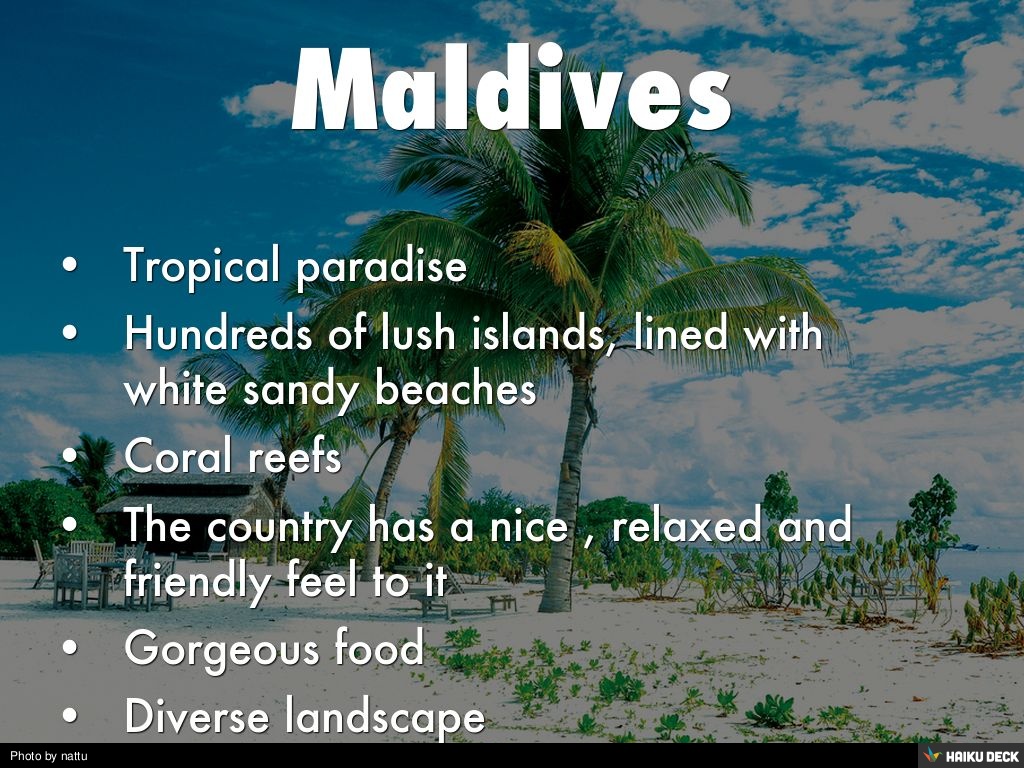 Maldives
• Tropical paradise
• Hundreds of lush islands, lined with
white sandy beaches
• Coral reefs
• The country has a nice , relaxed and
friendly feel to it
• Gorgeous food
• Diverse landscape
Photo by nattu
HAIKU DECK